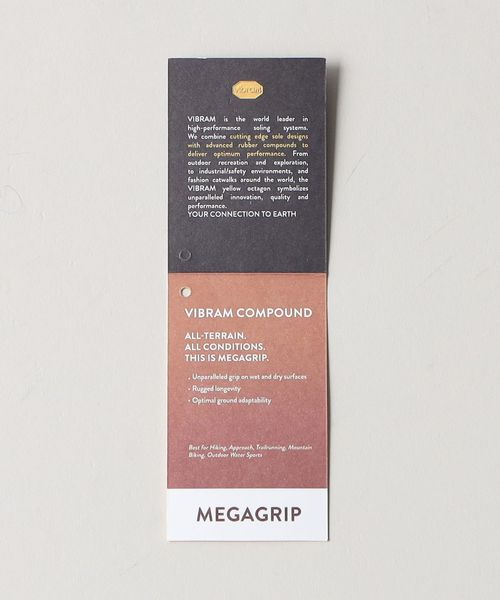 vibram
VIBRAM is the world leader in
high-performance soling systems.
We combine cutting edge sole designs
with advanced rubber compounds to
deliver optimum performance. From
outdoor recreation and exploration,
to industrial/safety environments, and
fashion catwalks around the world, the
VIBRAM yellow octagon symbolizes
unparalleled innovation, quality and
performance.
YOUR CONNECTION TO EARTH
VIBRAM COMPOUND
ALL-TERRAIN.
ALL CONDITIONS.
THIS IS MEGAGRIP.
• Unparalleled grip on wet and dry surfaces
• Rugged longevity
• Optimal ground adaptability
Best for Hiking, Approach, Trailrunning, Mountain
Biking, Outdoor Water Sports
MEGAGRIP